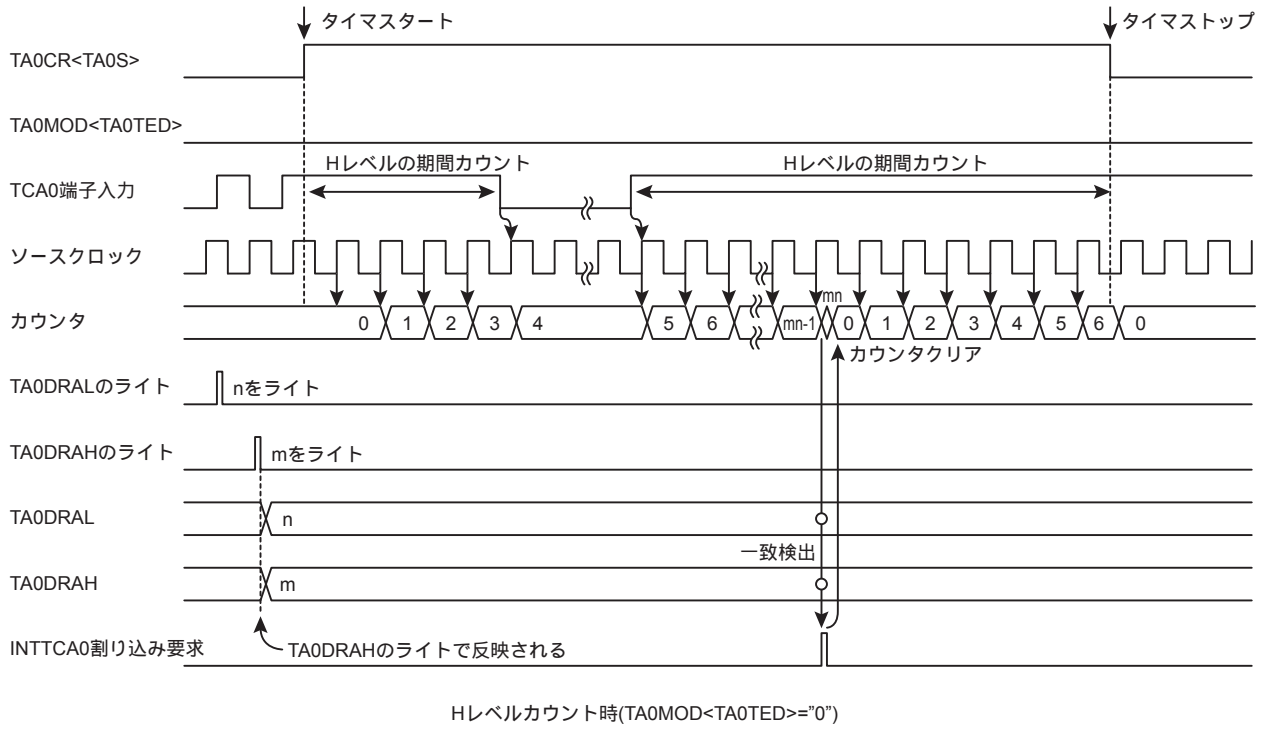 タイマスタート
タイマストップ
TA0CR<TA0S>
TA0MOD<TA0TED>
Hレベルの期間カウント
Hレベルの期間カウント
TCA0端子入力
ソースクロック
mn
カウンタ
0 1 2 3 4 5 6 mn-1 0 1 2 3 4 5 6 0
カウンタクリア
TA0DRALのライト
nをライト
TA0DRAHのライト
mをライト
TA0DRAL
n
一致検出
TA0DRAH
m
INTTCA0割り込み要求
TA0DRAHのライトで反映される
Hレベルカウント時(TA0MOD<TA0TED>=”0”)